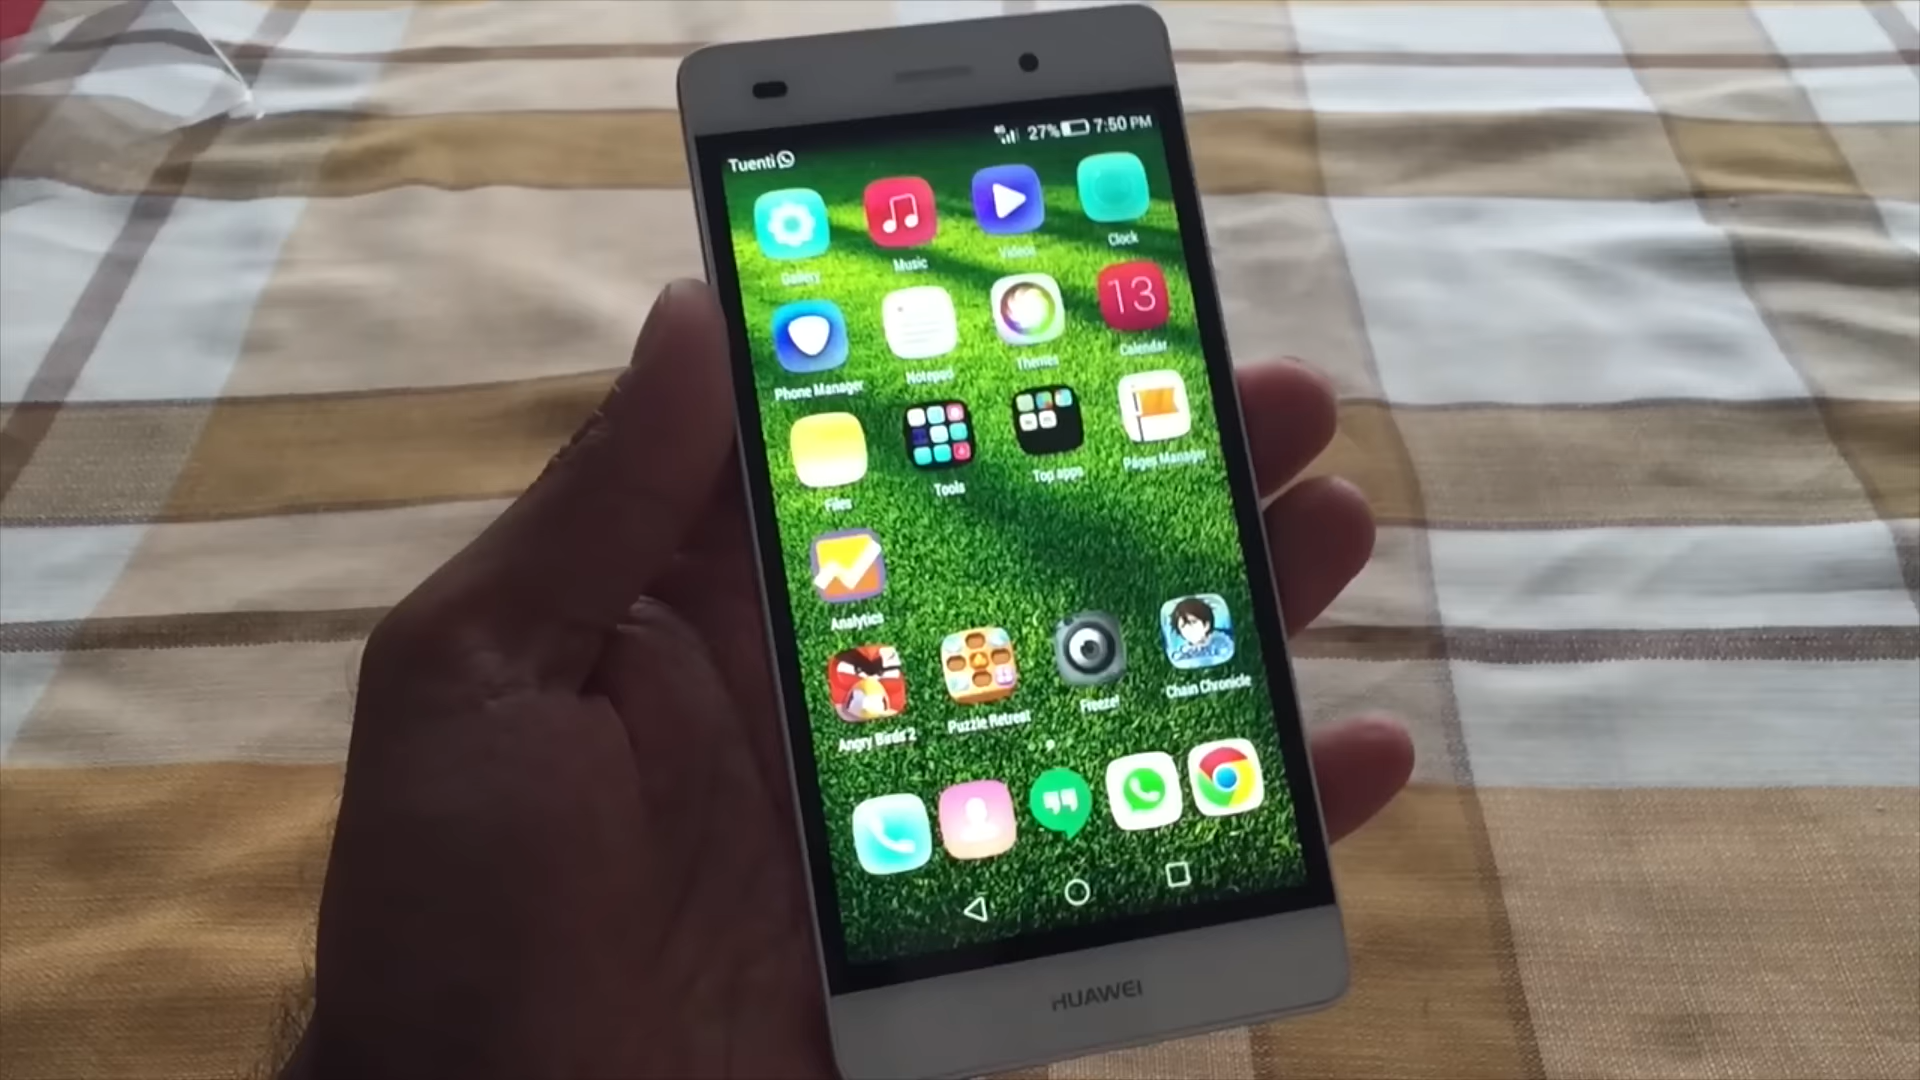 4G 27% 7:50 PM
Tuenti
Gallery Music Videos Clock
13
Phone Manager Notepad Themes Calendar
Files Tools Top apps Pages Manager
Analytics
Angry Birds 2 Puzzle Retreat Freeze! Chain Chronicle
HUAWEI